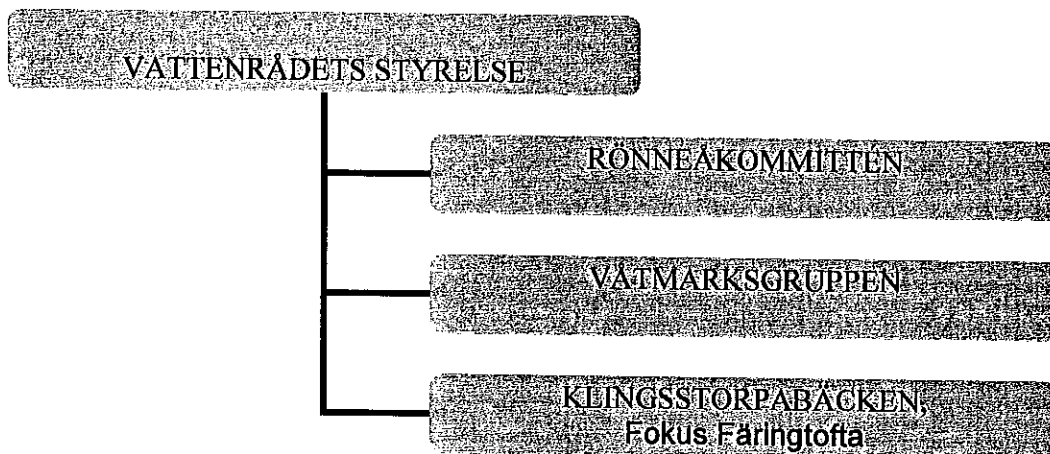 VATTENRÅDETS STYRELSE
RÖNNEÅKOMMITTÉN
VÅTMARKSGRUPPEN
KLINGSSTORPABÄCKEN,
Fokus Färingtofta